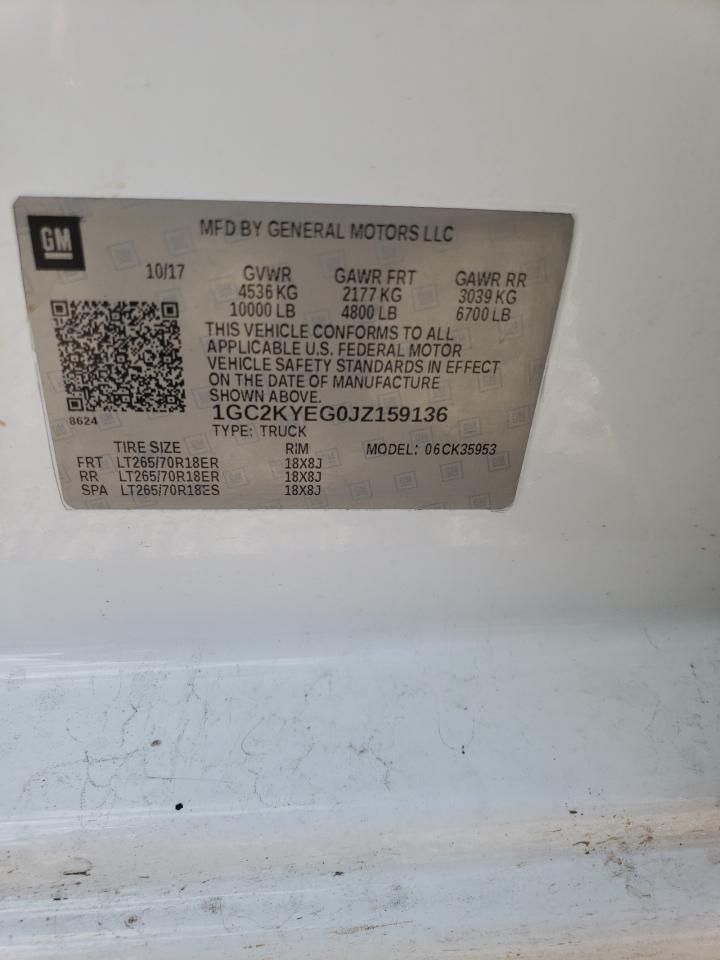 GM
MFD BY GENERAL MOTORS LLC
10/17 GVWR GAWR FRT GAWR RR
4536 KG 2177 KG 3039 KG
10000 LB 4800 LB 6700 LB
THIS VEHICLE CONFORMS TO ALL
APPLICABLE U.S. FEDERAL MOTOR
VEHICLE SAFETY STANDARDS IN EFFECT
ON THE DATE OF MANUFACTURE
SHOWN ABOVE.
8624
1GC2KYEG0JZ159136
TYPE: TRUCK
TIRE SIZE RIM MODEL: 06CK35953
FRT LT265/70R18ER 18X8J
RR LT265/70R18ER 18X8J
SPA LT265/70R18ES 18X8J